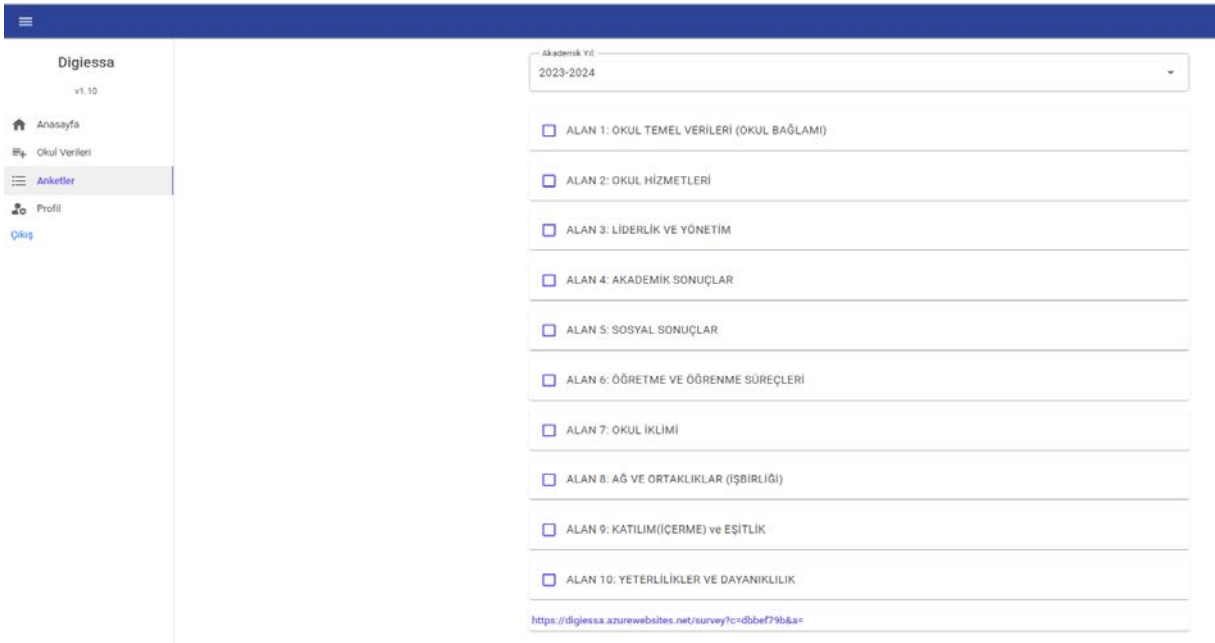 Digiessa
v1.10
Anasayfa
Okul Verileri
Anketler
Profil
Çıkış
Akademik Yıl
2023-2024
ALAN 1: OKUL TEMEL VERİLERİ (OKUL BAĞLAMI)
ALAN 2: OKUL HİZMETLERİ
ALAN 3: LİDERLİK VE YÖNETİM
ALAN 4: AKADEMİK SONUÇLAR
ALAN 5: SOSYAL SONUÇLAR
ALAN 6: ÖĞRETME VE ÖĞRENME SÜREÇLERİ
ALAN 7: OKUL İKLİMİ
ALAN 8: AĞ VE ORTAKLIKLAR (İŞBİRLİĞİ)
ALAN 9: KATILIM(İÇERME) ve EŞİTLİK
ALAN 10: YETERLİLİKLER VE DAYANIKLILIK
https://digiessa.azurewebsites.net/survey?c=dbbef79b&a=